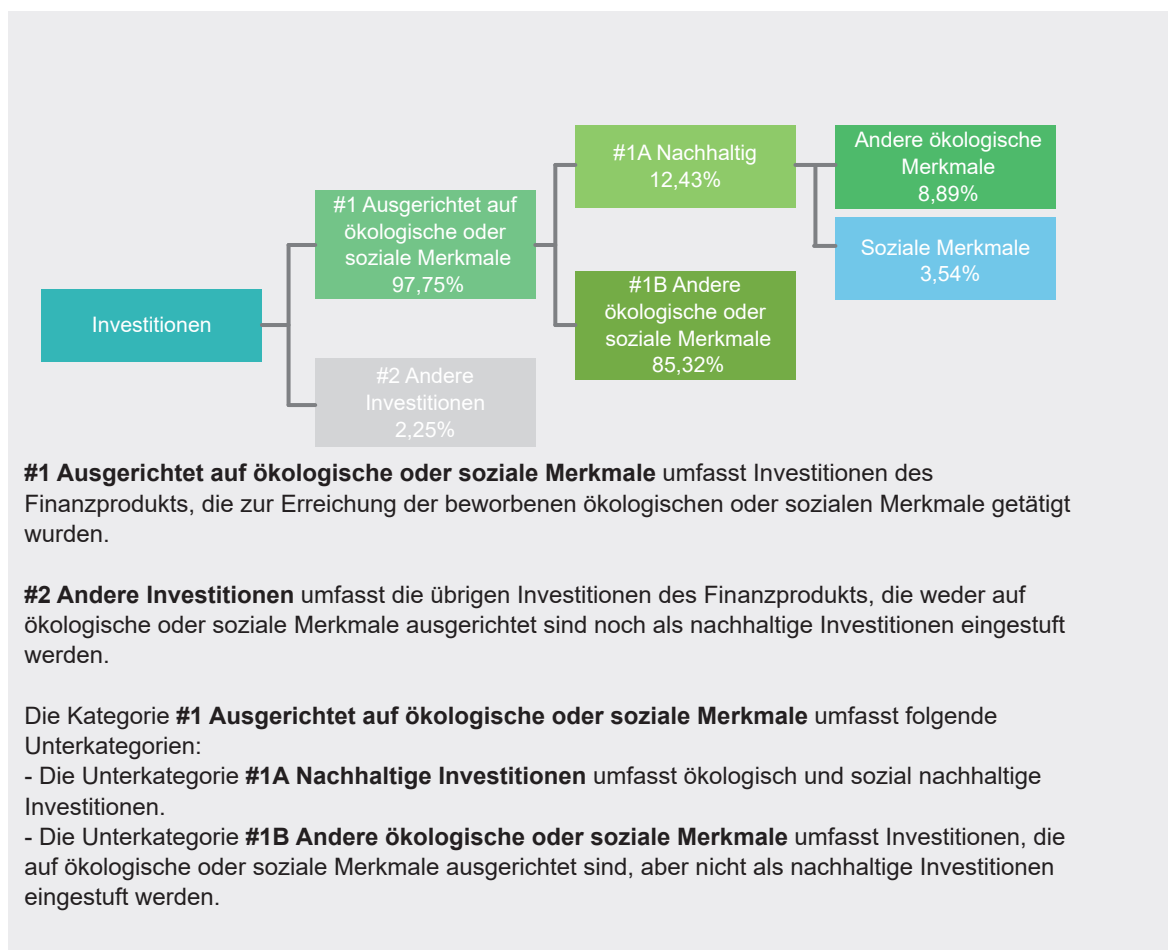 #1A Nachhaltig
12,43%
Andere ökologische
Merkmale
8,89%
#1 Ausgerichtet auf
ökologische oder
soziale Merkmale
97,75%
Soziale Merkmale
3,54%
Investitionen
#1B Andere
ökologische oder
soziale Merkmale
85,32%
#2 Andere
Investitionen
2,25%
#1 Ausgerichtet auf ökologische oder soziale Merkmale umfasst Investitionen des
Finanzprodukts, die zur Erreichung der beworbenen ökologischen oder sozialen Merkmale getätigt
wurden.
#2 Andere Investitionen umfasst die übrigen Investitionen des Finanzprodukts, die weder auf
ökologische oder soziale Merkmale ausgerichtet sind noch als nachhaltige Investitionen eingestuft
werden.
Die Kategorie #1 Ausgerichtet auf ökologische oder soziale Merkmale umfasst folgende
Unterkategorien:
- Die Unterkategorie #1A Nachhaltige Investitionen umfasst ökologisch und sozial nachhaltige
Investitionen.
- Die Unterkategorie #1B Andere ökologische oder soziale Merkmale umfasst Investitionen, die
auf ökologische oder soziale Merkmale ausgerichtet sind, aber nicht als nachhaltige Investitionen
eingestuft werden.